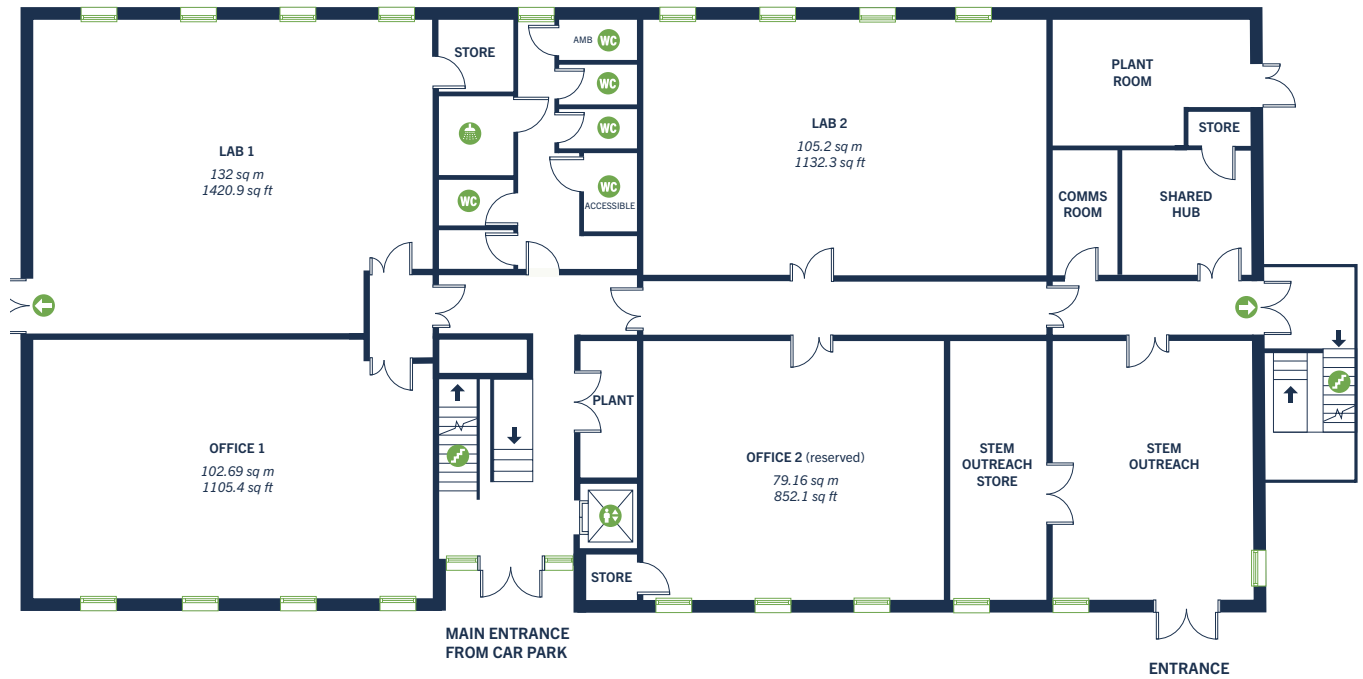 STORE
AMB WC
WC
WC
WC
ACCESSIBLE
WC
LAB 1
132 sq m
1420.9 sq ft
LAB 2
105.2 sq m
1132.3 sq ft
PLANT
ROOM
STORE
COMMS
ROOM
SHARED
HUB
OFFICE 1
102.69 sq m
1105.4 sq ft
PLANT
OFFICE 2 (reserved)
79.16 sq m
852.1 sq ft
STEM
OUTREACH
STORE
STEM
OUTREACH
STORE
MAIN ENTRANCE
FROM CAR PARK
ENTRANCE